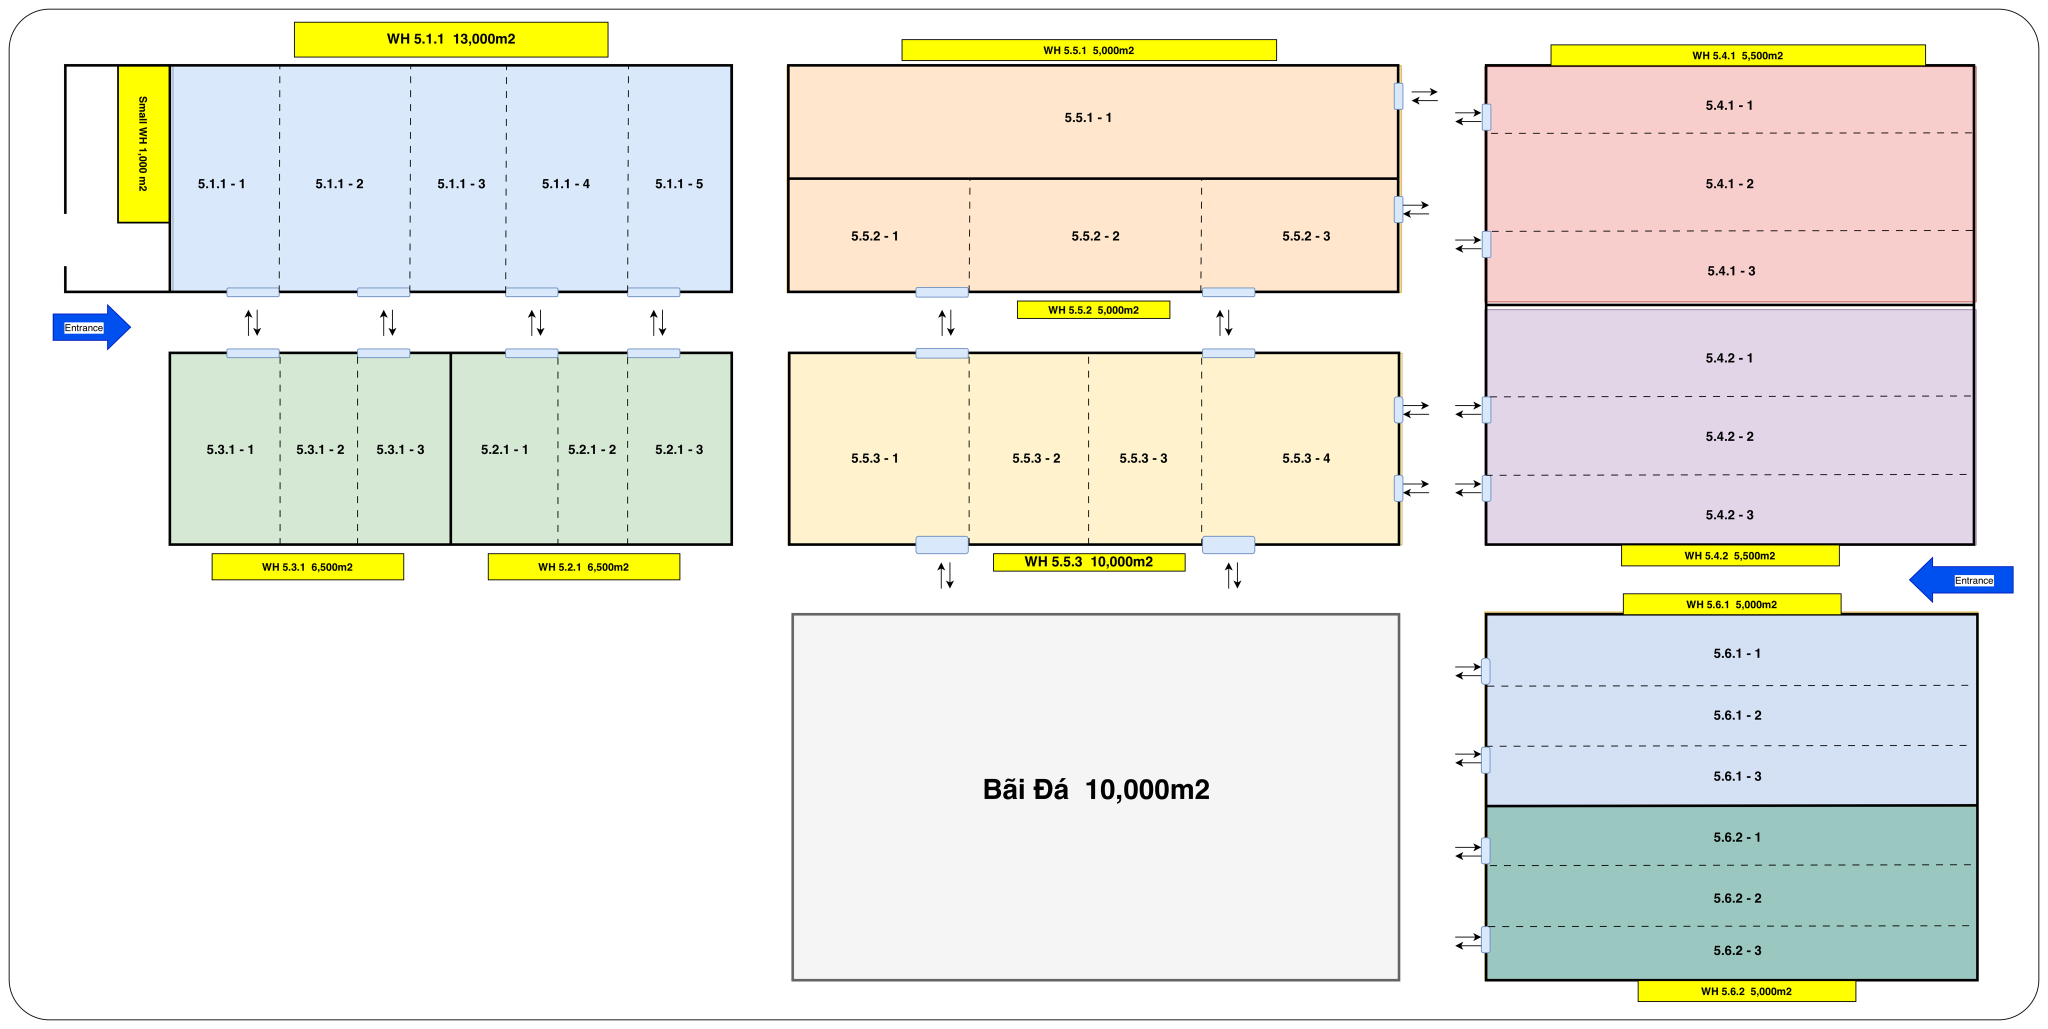 WH 5.1.1  13,000m2
Small WH 1,000 m2
5.1.1 - 1
5.1.1 - 2
5.1.1 - 3
5.1.1 - 4
5.1.1 - 5
Entrance
5.3.1 - 1
5.3.1 - 2
5.3.1 - 3
5.2.1 - 1
5.2.1 - 2
5.2.1 - 3
WH 5.3.1  6,500m2
WH 5.2.1  6,500m2
WH 5.5.1  5,000m2
5.5.1 - 1
5.5.2 - 1
5.5.2 - 2
5.5.2 - 3
WH 5.5.2  5,000m2
5.5.3 - 1
5.5.3 - 2
5.5.3 - 3
5.5.3 - 4
WH 5.5.3  10,000m2
Bãi Đá  10,000m2
WH 5.4.1  5,500m2
5.4.1 - 1
5.4.1 - 2
5.4.1 - 3
5.4.2 - 1
5.4.2 - 2
5.4.2 - 3
WH 5.4.2  5,500m2
Entrance
WH 5.6.1  5,000m2
5.6.1 - 1
5.6.1 - 2
5.6.1 - 3
5.6.2 - 1
5.6.2 - 2
5.6.2 - 3
WH 5.6.2  5,000m2